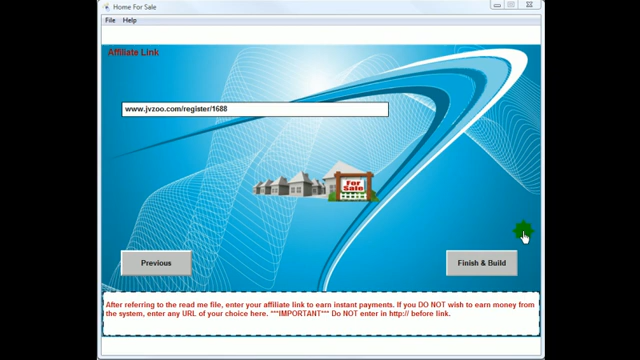 Home For Sale
File Help
Affiliate Link
www.jvzoo.com/register/1688
For
Sale
Previous
Finish & Build
After referring to the read me file, enter your affiliate link to earn instant payments. If you DO NOT wish to earn money from
the system, enter any URL of your choice here. ***IMPORTANT*** Do NOT enter in http:// before link.